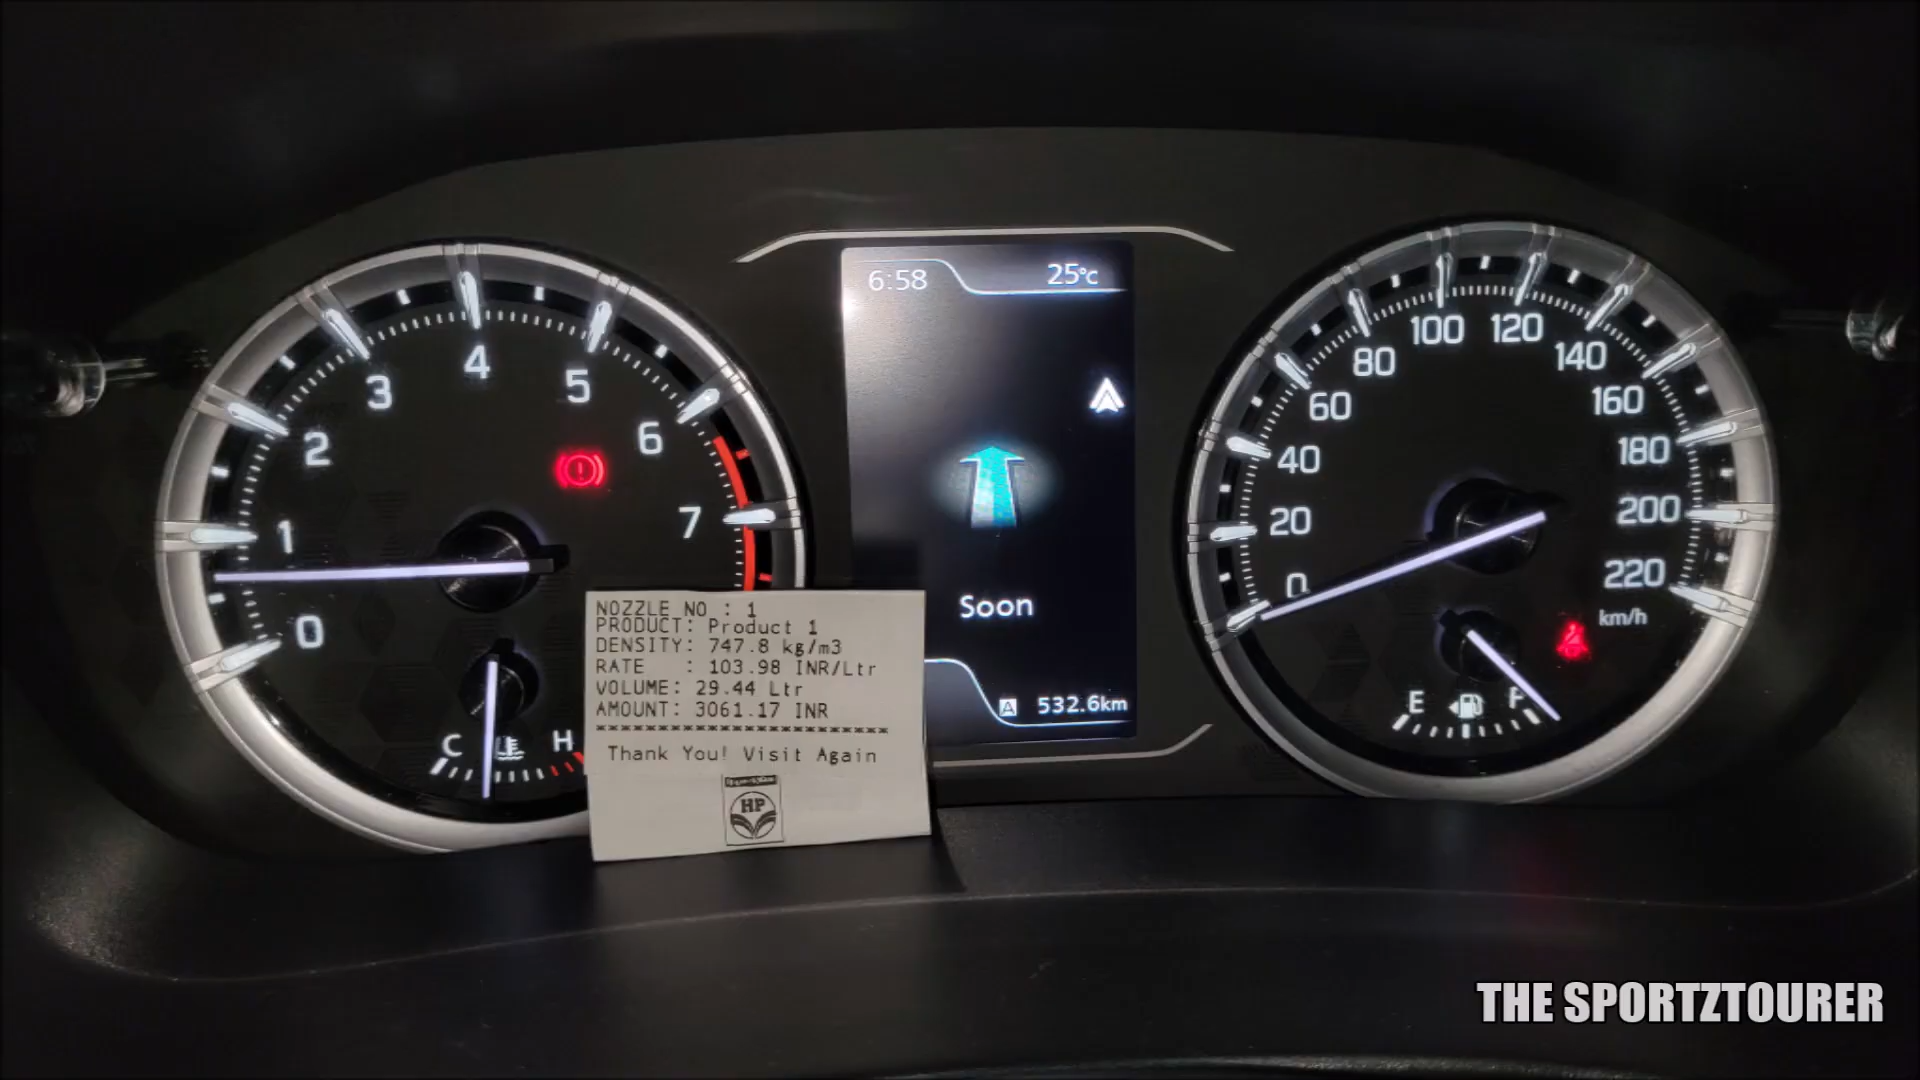 0
1
2
3
4
5
6
7
C
H
6:58
25°C
Soon
A
532.6km
0
20
40
60
80
100
120
140
160
180
200
220
km/h
E
F
NOZZLE NO : 1
PRODUCT: Product 1
DENSITY: 747.8 kg/m3
RATE : 103.98 INR/Ltr
VOLUME: 29.44 Ltr
AMOUNT: 3061.17 INR
Thank You! Visit Again
HP
THE SPORTZTOURER